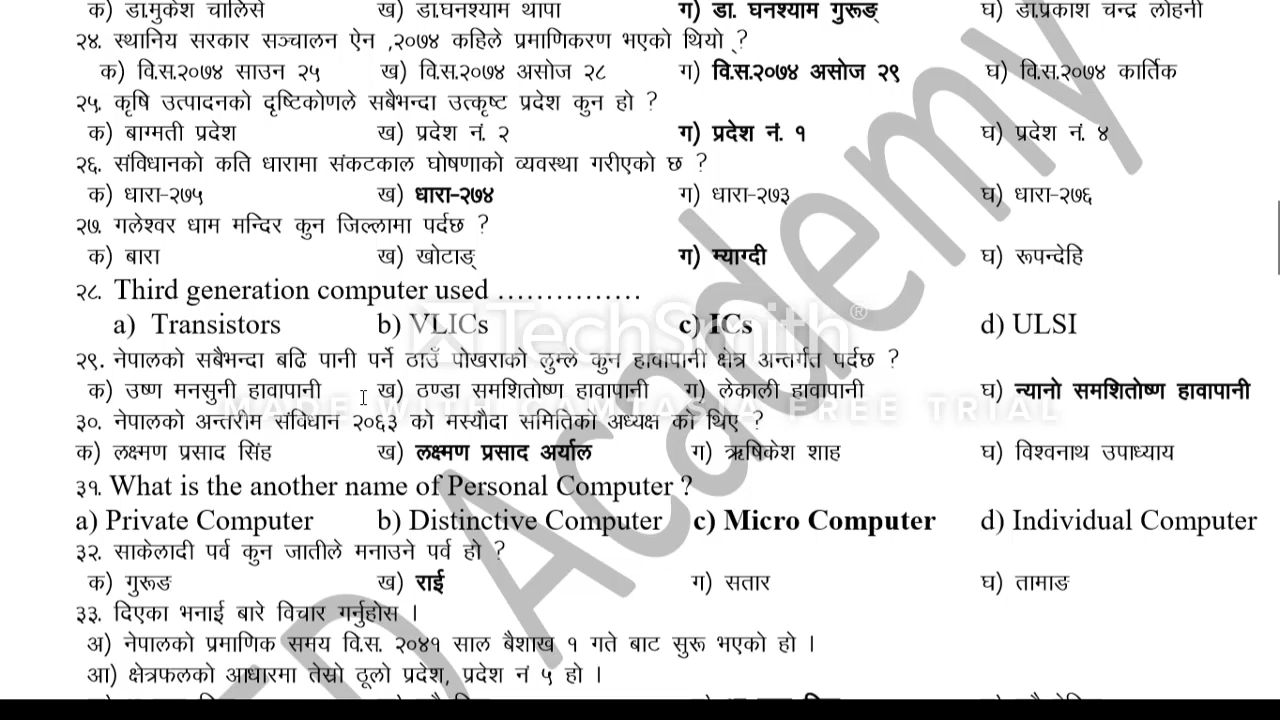 क) डा.मुकेश चालिसे ख) डा.घनश्याम थापा ग) डा. घनश्याम गुरूङ् घ) डा.प्रकाश चन्द्र लोहनी
२४. स्थानिय सरकार सञ्चालन ऐन ,२०७४ कहिले प्रमाणिकरण भएको थियो ?
क) वि.स.२०७४ साउन २५ ख) वि.स.२०७४ असोज २८ ग) वि.स.२०७४ असोज २९ घ) वि.स.२०७४ कार्तिक
२५. कृषि उत्पादनको दृष्टिकोणले सबैभन्दा उत्कृष्ट प्रदेश कुन हो ?
क) बाग्मती प्रदेश ख) प्रदेश नं. २ ग) प्रदेश नं. १ घ) प्रदेश नं. ४
२६. संविधानको कति धारामा संकटकाल घोषणाको व्यवस्था गरीएको छ ?
क) धारा-२७५ ख) धारा-२७४ ग) धारा-२७३ घ) धारा-२७६
२७. गलेश्वर धाम मन्दिर कुन जिल्लामा पर्दछ ?
क) बारा ख) खोटाङ् ग) म्याग्दी घ) रूपन्देहि
२८. Third generation computer used ...............
a) Transistors b) VLICs c) ICs d) ULSI
TechSmith®
२९. नेपालको सबैभन्दा बढि पानी पर्ने ठाउँ पोखराको लुम्ले कुन हावापानी क्षेत्र अन्तर्गत पर्दछ ?
क) उष्ण मनसुनी हावापानी ख) ठण्डा समशितोष्ण हावापानी ग) लेकाली हावापानी घ) न्यानो समशितोष्ण हावापानी
MADE WITH CAMTASIA FREE TRIAL
३०. नेपालको अन्तरीम संविधान २०६३ को मस्यौदा समितिका अध्यक्ष को थिए ?
क) लक्ष्मण प्रसाद सिंह ख) लक्ष्मण प्रसाद अर्याल ग) ऋषिकेश शाह घ) विश्वनाथ उपाध्याय
३१. What is the another name of Personal Computer ?
a) Private Computer b) Distinctive Computer c) Micro Computer d) Individual Computer
३२. साकेलादी पर्व कुन जातीले मनाउने पर्व हो ?
क) गुरूङ ख) राई ग) सतार घ) तामाङ
३३. दिएका भनाई बारे विचार गर्नुहोस ।
अ) नेपालको प्रमाणिक समय वि.स. २०४१ साल बैशाख १ गते बाट सुरू भएको हो ।
आ) क्षेत्रफलको आधारमा तेस्रो ठूलो प्रदेश, प्रदेश नं ५ हो ।
Academy